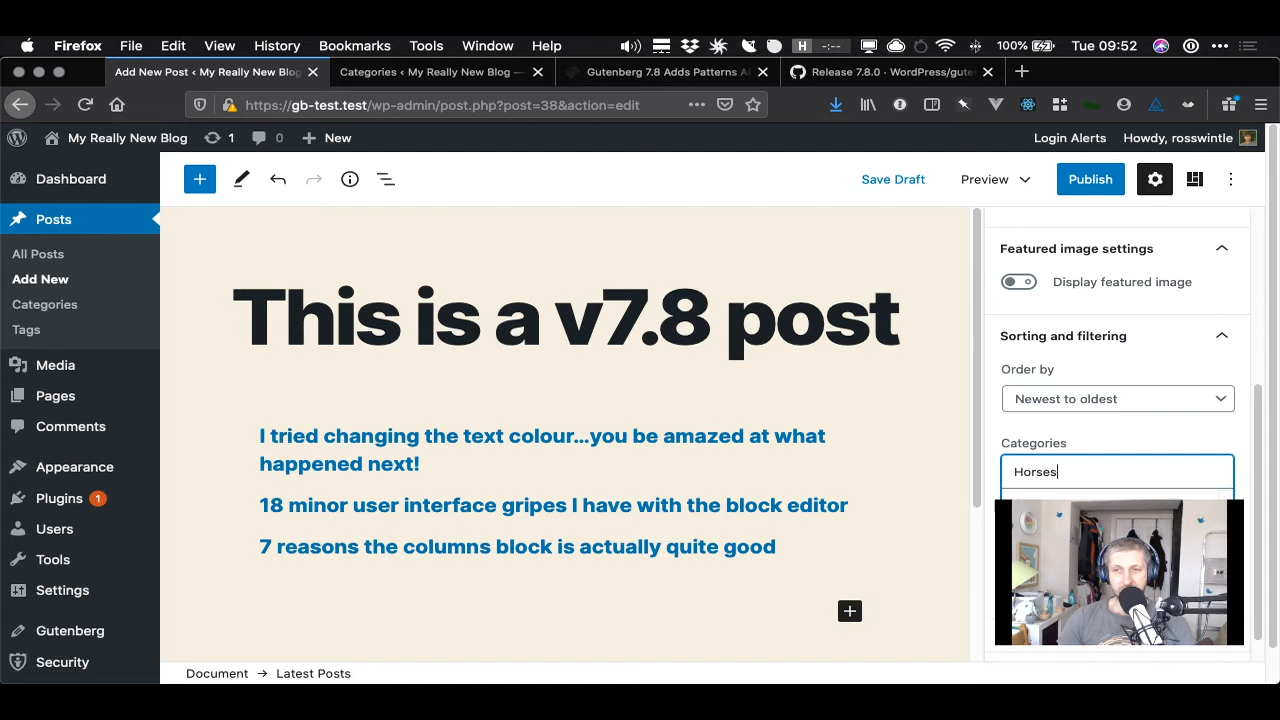 Firefox File Edit View History Bookmarks Tools Window Help H -:-- 100% Tue 09:52
Add New Post ‹ My Really New Blog Categories ‹ My Really New Blog — Gutenberg 7.8 Adds Patterns A Release 7.8.0 · WordPress/gute
https://gb-test.test/wp-admin/post.php?post=38&action=edit
My Really New Blog 1 0 New Login Alerts Howdy, rosswintle
Dashboard
Save Draft Preview Publish
Posts
All Posts
Add New
Categories
Tags
Media
Pages
Comments
Appearance
Plugins 1
Users
Tools
Settings
Gutenberg
Security
This is a v7.8 post
I tried changing the text colour...you be amazed at what
happened next!
18 minor user interface gripes I have with the block editor
7 reasons the columns block is actually quite good
Featured image settings
Display featured image
Sorting and filtering
Order by
Newest to oldest
Categories
Horses
Document → Latest Posts